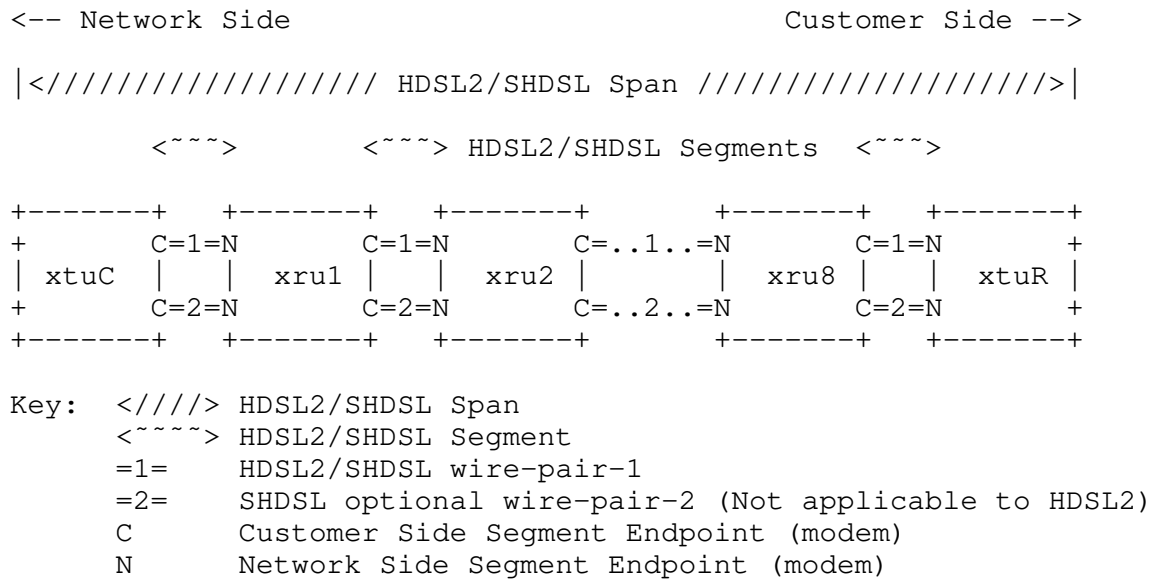 <-- Network Side                             Customer Side -->
|</////////////////// HDSL2/SHDSL Span ////////////////////>|
        <~~~>       <~~~> HDSL2/SHDSL Segments  <~~~>
+-------+   +-------+   +-------+       +-------+   +-------+
+       C=1=N       C=1=N       C=..1..=N       C=1=N       +
| xtuC  |   |  xru1 |   |  xru2 |       |  xru8 |   |  xtuR |
+       C=2=N       C=2=N       C=..2..=N       C=2=N       +
+-------+   +-------+   +-------+       +-------+   +-------+
Key:  <////> HDSL2/SHDSL Span
      <~~~~> HDSL2/SHDSL Segment
      =1=    HDSL2/SHDSL wire-pair-1
      =2=    SHDSL optional wire-pair-2 (Not applicable to HDSL2)
      C      Customer Side Segment Endpoint (modem)
      N      Network Side Segment Endpoint (modem)